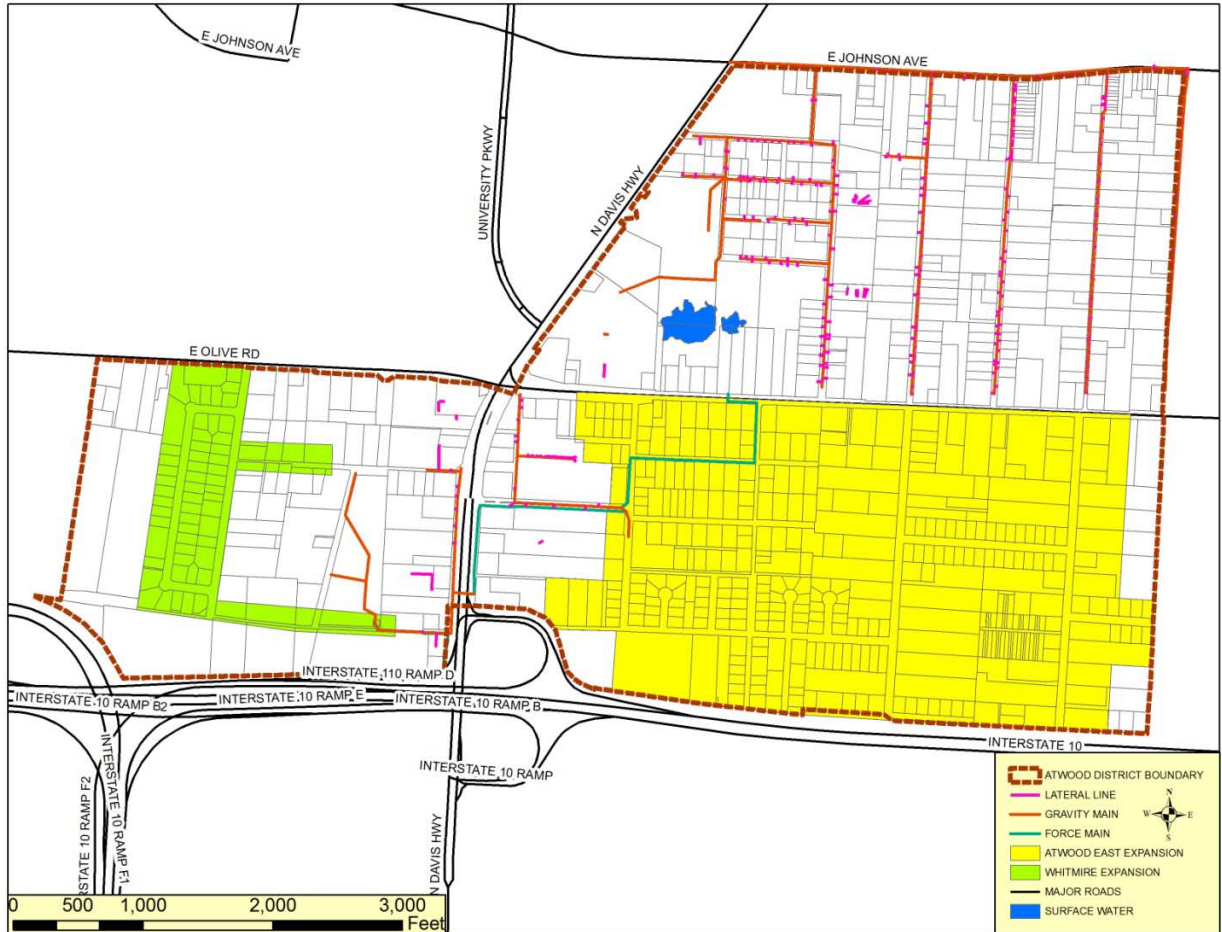 E JOHNSON AVE
E JOHNSON AVE
UNIVERSITY PKWY
N DAVIS HWY
E OLIVE RD
INTERSTATE 110 RAMP D
INTERSTATE 10 RAMP B2
INTERSTATE 10 RAMP E
INTERSTATE 10 RAMP B
INTERSTATE 10
INTERSTATE 10 RAMP
INTERSTATE 10 RAMP F1
STATE 10 RAMP F2
N DAVIS HWY
ATWOOD DISTRICT BOUNDARY
LATERAL LINE
GRAVITY MAIN
FORCE MAIN
ATWOOD EAST EXPANSION
WHITMIRE EXPANSION
MAJOR ROADS
SURFACE WATER
N
W E
S
0 500 1,000 2,000 3,000
Feet